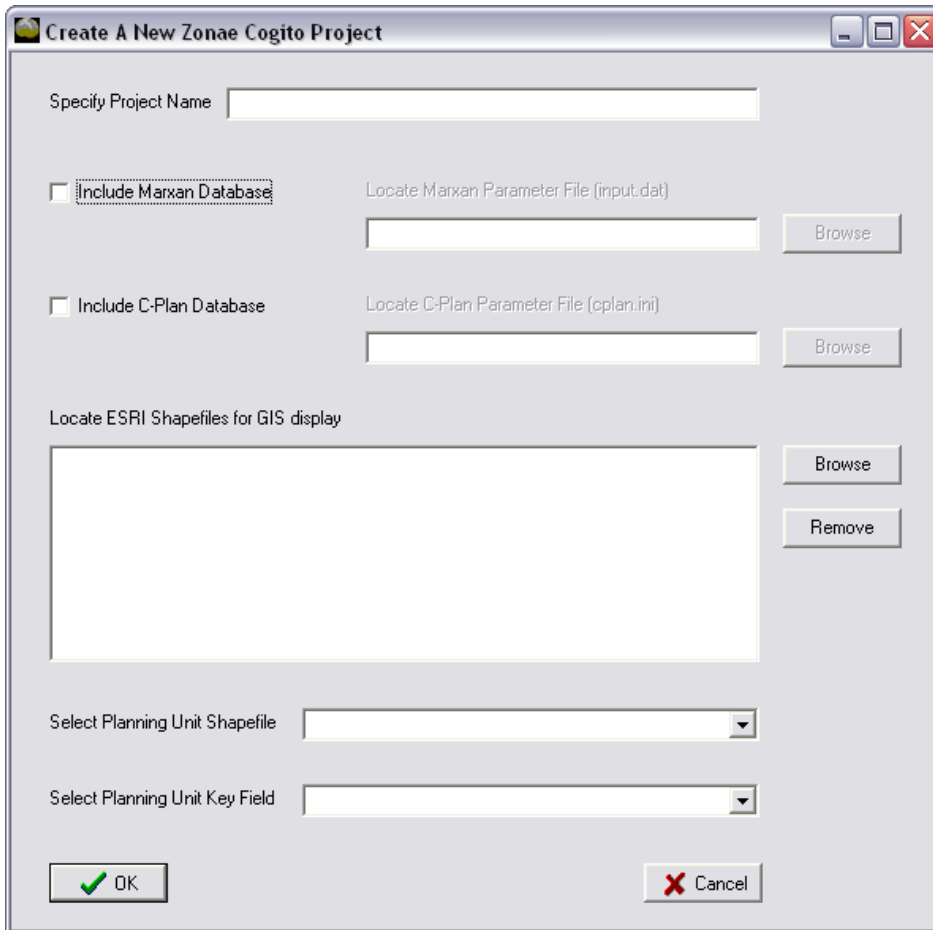 Create A New Zonae Cogito Project
Specify Project Name
Include Marxan Database
Locate Marxan Parameter File (input.dat)
Browse
Include C-Plan Database
Locate C-Plan Parameter File (cplan.ini)
Browse
Locate ESRI Shapefiles for GIS display
Browse
Remove
Select Planning Unit Shapefile
Select Planning Unit Key Field
OK
Cancel